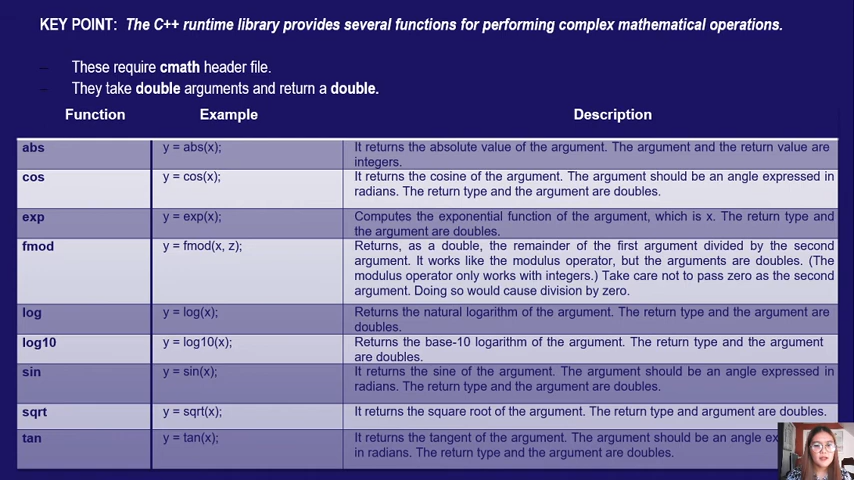 KEY POINT: The C++ runtime library provides several functions for performing complex mathematical operations.
– These require cmath header file.
– They take double arguments and return a double.
Function Example Description
abs y = abs(x); It returns the absolute value of the argument. The argument and the return value are
integers.
cos y = cos(x); It returns the cosine of the argument. The argument should be an angle expressed in
radians. The return type and the argument are doubles.
exp y = exp(x); Computes the exponential function of the argument, which is x. The return type and
the argument are doubles.
fmod y = fmod(x, z); Returns, as a double, the remainder of the first argument divided by the second
argument. It works like the modulus operator, but the arguments are doubles. (The
modulus operator only works with integers.) Take care not to pass zero as the second
argument. Doing so would cause division by zero.
log y = log(x); Returns the natural logarithm of the argument. The return type and the argument are
doubles.
log10 y = log10(x); Returns the base-10 logarithm of the argument. The return type and the argument
are doubles.
sin y = sin(x); It returns the sine of the argument. The argument should be an angle expressed in
radians. The return type and the argument are doubles.
sqrt y = sqrt(x); It returns the square root of the argument. The return type and argument are doubles.
tan y = tan(x); It returns the tangent of the argument. The argument should be an angle
in radians. The return type and the argument are doubles.